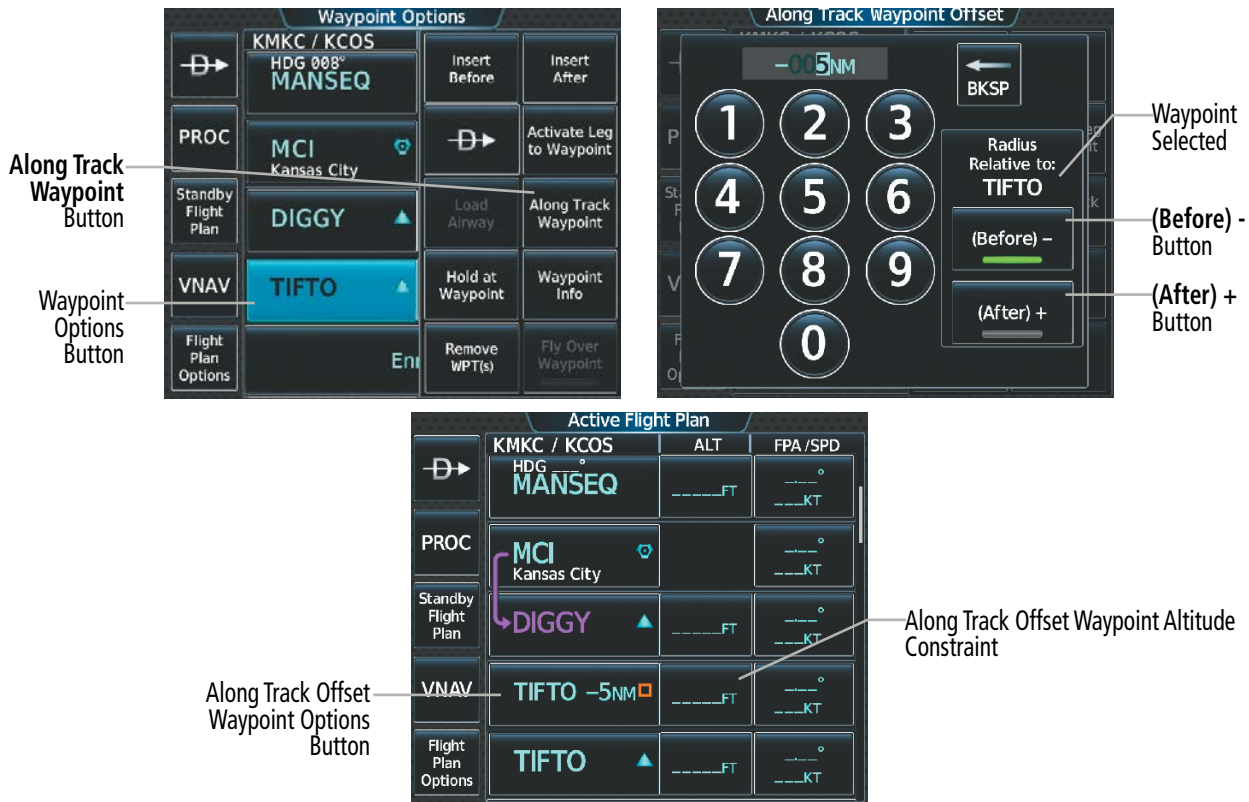 Waypoint Options
KMKC / KCOS
HDG 008°
MANSEQ
MCI
Kansas City
DIGGY
TIFTO
Enr
PROC
Standby
Flight
Plan
VNAV
Flight
Plan
Options
Insert
Before
Insert
After
Activate Leg
to Waypoint
Load
Airway
Along Track
Waypoint
Hold at
Waypoint
Waypoint
Info
Remove
WPT(s)
Fly Over
Waypoint
Along Track
Waypoint
Button
Waypoint
Options
Button
Along Track Waypoint Offset
-005NM
BKSP
1 2 3
4 5 6
7 8 9
0
Radius
Relative to:
TIFTO
(Before) –
(After) +
Waypoint
Selected
(Before) -
Button
(After) +
Button
Active Flight Plan
KMKC / KCOS ALT FPA/SPD
HDG ___°
MANSEQ _____FT _.__° ___KT
MCI
Kansas City _.__° ___KT
DIGGY _____FT _.__° ___KT
TIFTO -5NM _____FT _.__° ___KT
TIFTO _____FT _.__° ___KT
PROC
Standby
Flight
Plan
VNAV
Flight
Plan
Options
Along Track Offset Waypoint Altitude
Constraint
Along Track Offset
Waypoint Options
Button